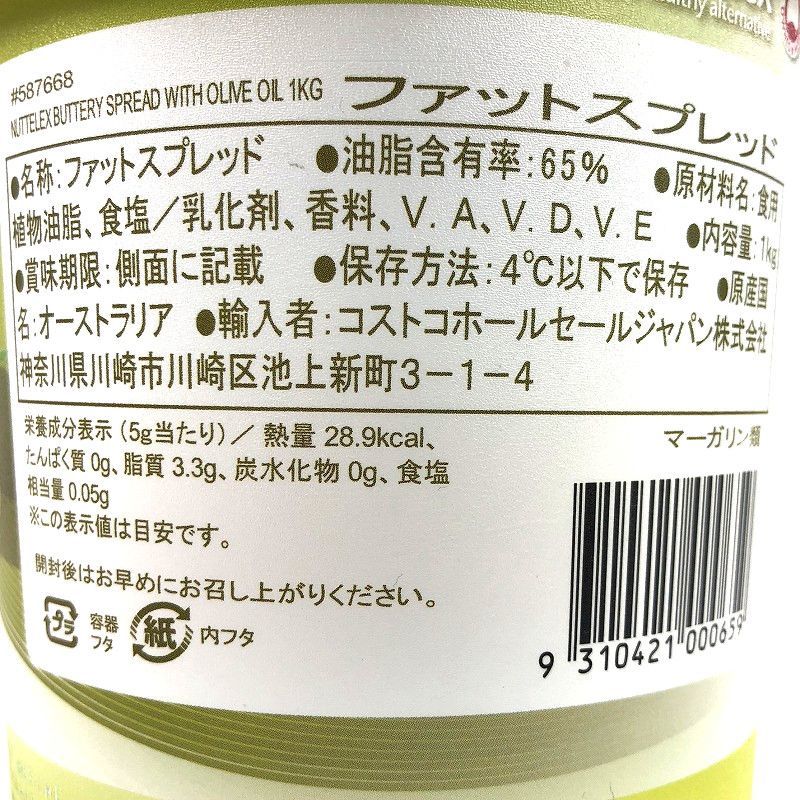 althy alternative
#587668
NUTTELEX BUTTERY SPREAD WITH OLIVE OIL 1KG ファットスプレッド
●名称:ファットスプレッド ●油脂含有率:65% ●原材料名:食用
植物油脂、食塩/乳化剤、香料、V.A、V.D、V.E ●内容量:1kg
●賞味期限:側面に記載 ●保存方法:4℃以下で保存 ●原産国
名:オーストラリア ●輸入者:コストコホールセールジャパン株式会社
神奈川県川崎市川崎区池上新町3-1-4
栄養成分表示(5g当たり)/熱量 28.9kcal、
たんぱく質 0g、脂質 3.3g、炭水化物 0g、食塩
相当量 0.05g
※この表示値は目安です。
マーガリン類
開封後はお早めにお召し上がりください。
プラ 容器 フタ 紙 内フタ
9 310421 000659